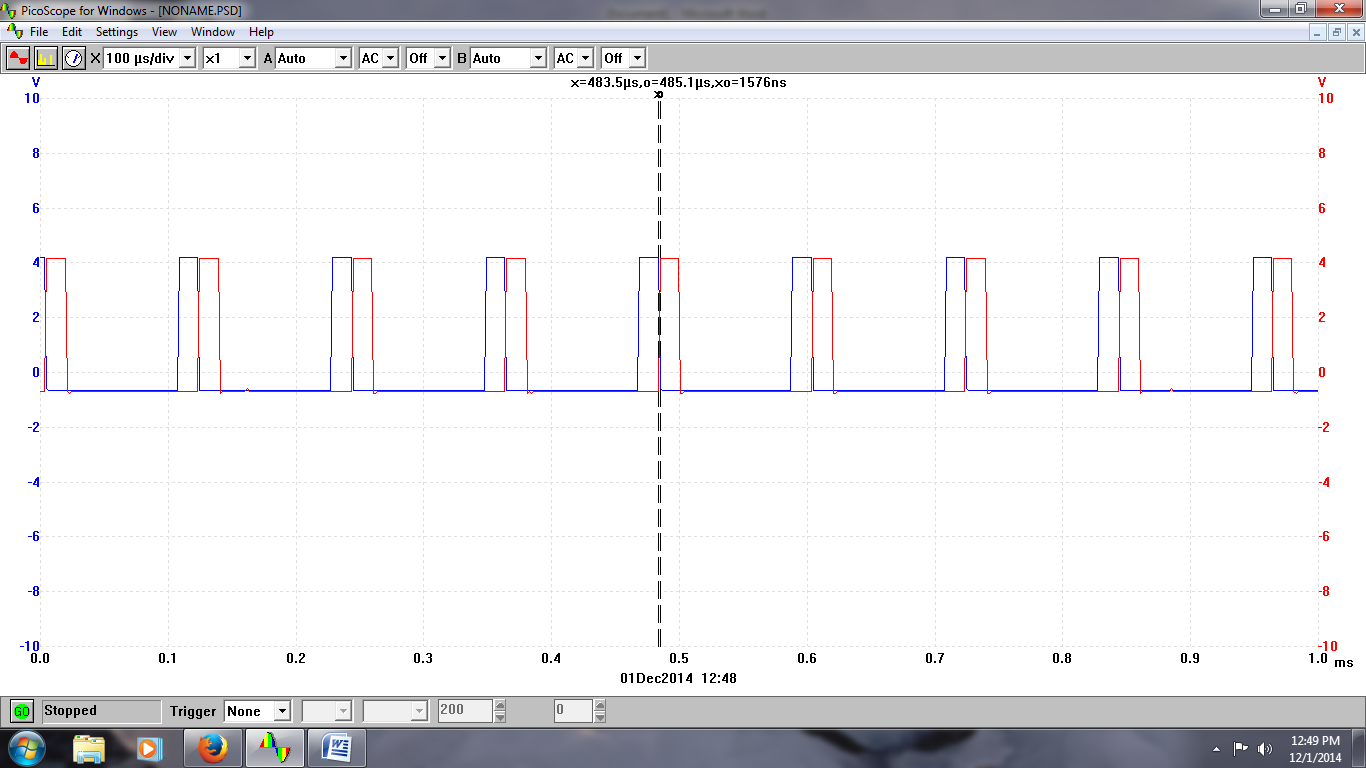 PicoScope for Windows - [NONAME.PSD]
File Edit Settings View Window Help
X 100 µs/div x1 A Auto AC Off B Auto AC Off
x=483.5µs,o=485.1µs,xo=1576ns
V V
10 10
8 8
6 6
4 4
2 2
0 0
-2 -2
-4 -4
-6 -6
-8 -8
-10 -10
0.0 0.1 0.2 0.3 0.4 0.5 0.6 0.7 0.8 0.9 1.0 ms
01Dec2014 12:48
GO Stopped Trigger None 200 0
12:49 PM
12/1/2014